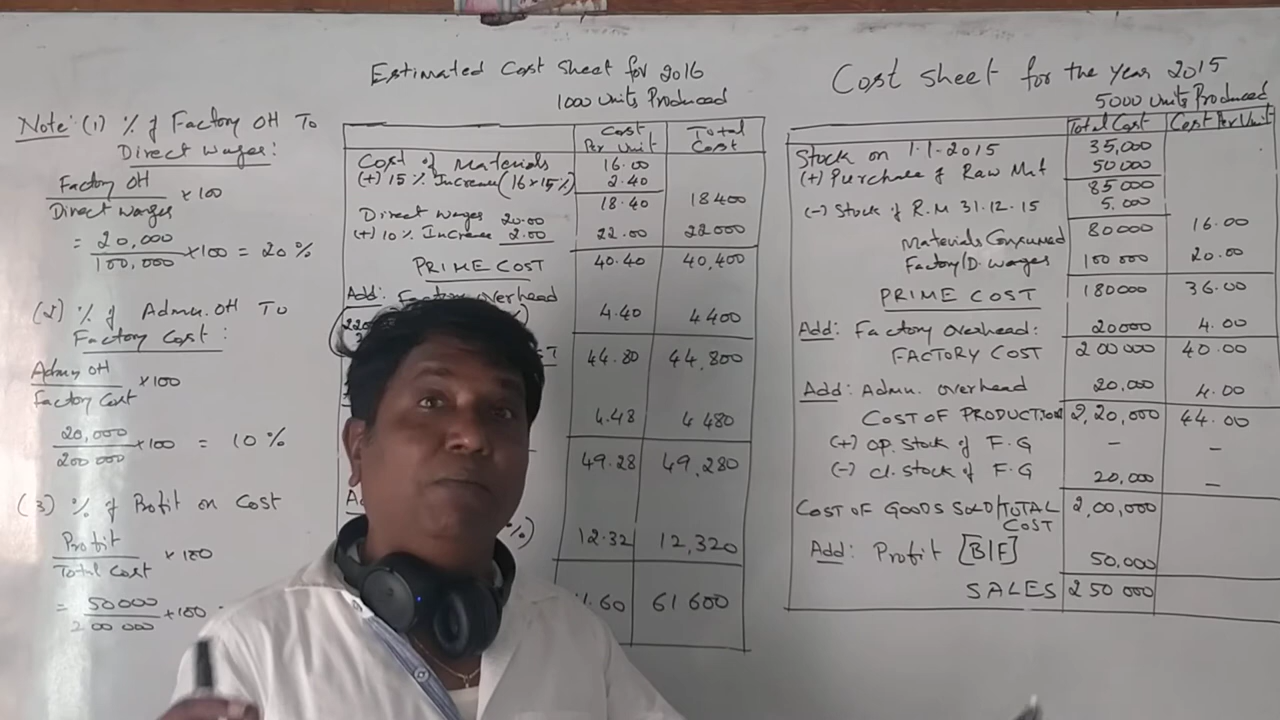 Note: (1) % of Factory OH To
Direct wages:
Factory OH
Direct wages
×100
= 20,000
100,000
×100 = 20%
(2) % of Admn. OH To
Factory Cost:
Admn OH
Factory Cost
×100
20,000
200 000
×100 = 10%
(3) % of Profit on Cost
Profit
Total Cost
×100
= 50000
200 000
×100
Estimated Cost Sheet for 2016
1000 Units Produced
Cost Per Unit Total Cost
Cost of Materials 16.00
(+) 15% Increase (16×15%) 2.40
18.40 18400
Direct wages 20.00
(+) 10% Increase 2.00 22.00 22000
PRIME COST 40.40 40,400
Add: Factory Overhead
4.40 4400
44.80 44,800
4.48 4480
49.28 49,280
12.32 12,320
61600
Cost Sheet for the year 2015
5000 Units Produced
Total Cost Cost Per Unit
Stock on 1.1.2015 35,000
(+) Purchase of Raw Mat 50000
85000
(-) Stock of R.M 31.12.15 5.000
Materials Consumed 80000 16.00
Factory/D. wages 100 000 20.00
PRIME COST 180000 36.00
Add: Factory overhead: 20000 4.00
FACTORY COST 200000 40.00
Add: Admn. overhead 20,000 4.00
COST OF PRODUCTION 2,20,000 44.00
(+) Op. Stock of F.G – –
(-) Cl. Stock of F.G 20,000 –
COST OF GOODS SOLD/TOTAL COST 2,00,000
Add: Profit [B/F] 50,000
SALES 250 000